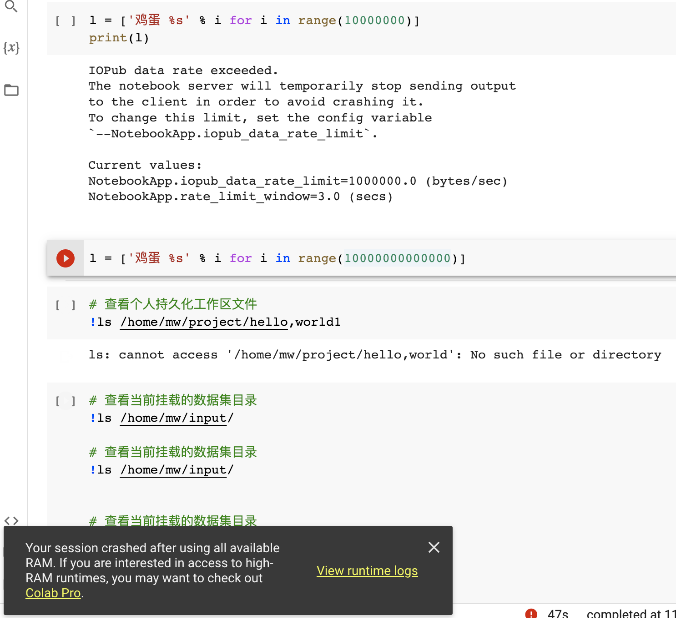 [ ] l = ['鸡蛋 %s' % i for i in range(10000000)]
print(l)
{x}
IOPub data rate exceeded.
The notebook server will temporarily stop sending output
to the client in order to avoid crashing it.
To change this limit, set the config variable
`--NotebookApp.iopub_data_rate_limit`.
Current values:
NotebookApp.iopub_data_rate_limit=1000000.0 (bytes/sec)
NotebookApp.rate_limit_window=3.0 (secs)
l = ['鸡蛋 %s' % i for i in range(10000000000000)]
[ ] # 查看个人持久化工作区文件
!ls /home/mw/project/hello,world1
ls: cannot access '/home/mw/project/hello,world': No such file or directory
[ ] # 查看当前挂载的数据集目录
!ls /home/mw/input/
# 查看当前挂载的数据集目录
!ls /home/mw/input/
# 查看当前挂载的数据集目录
Your session crashed after using all available
RAM. If you are interested in access to high-
RAM runtimes, you may want to check out
Colab Pro.
View runtime logs
47s completed at 11